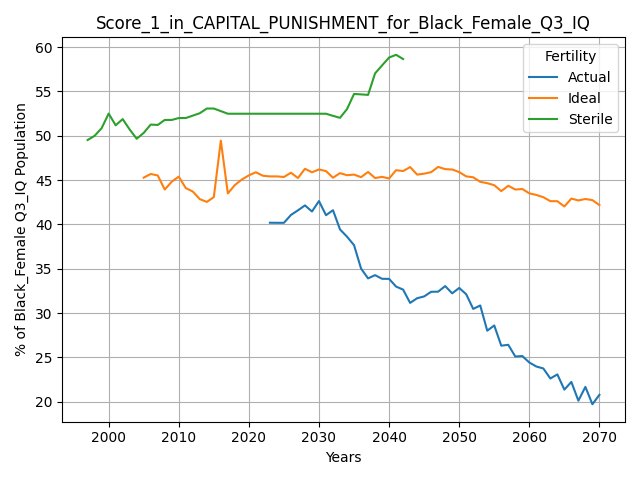 Score_1_in_CAPITAL_PUNISHMENT_for_Black_Female_Q3_IQ
% of Black_Female Q3_IQ Population
60
55
50
45
40
35
30
25
20
Fertility
Actual
Ideal
Sterile
2000 2010 2020 2030 2040 2050 2060 2070
Years